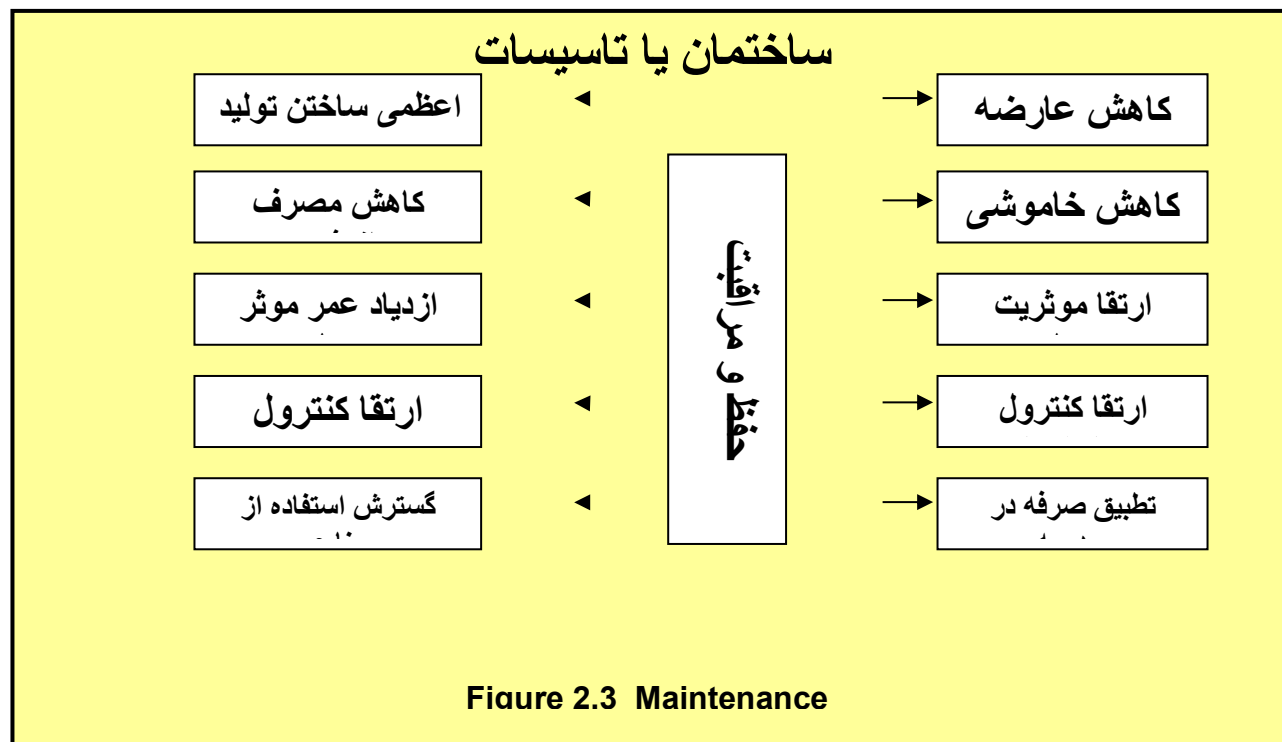 ساختمان یا تاسیسات
کاهش عارضه
اعظمی ساختن تولید
کاهش خاموشی
کاهش مصرف
ارتقا موثریت
ازدیاد عمر موثر
حفظ و مراقبت
ارتقا کنترول
ارتقا کنترول
تطبیق صرفه در
گسترش استفاده از
Figure 2.3 Maintenance